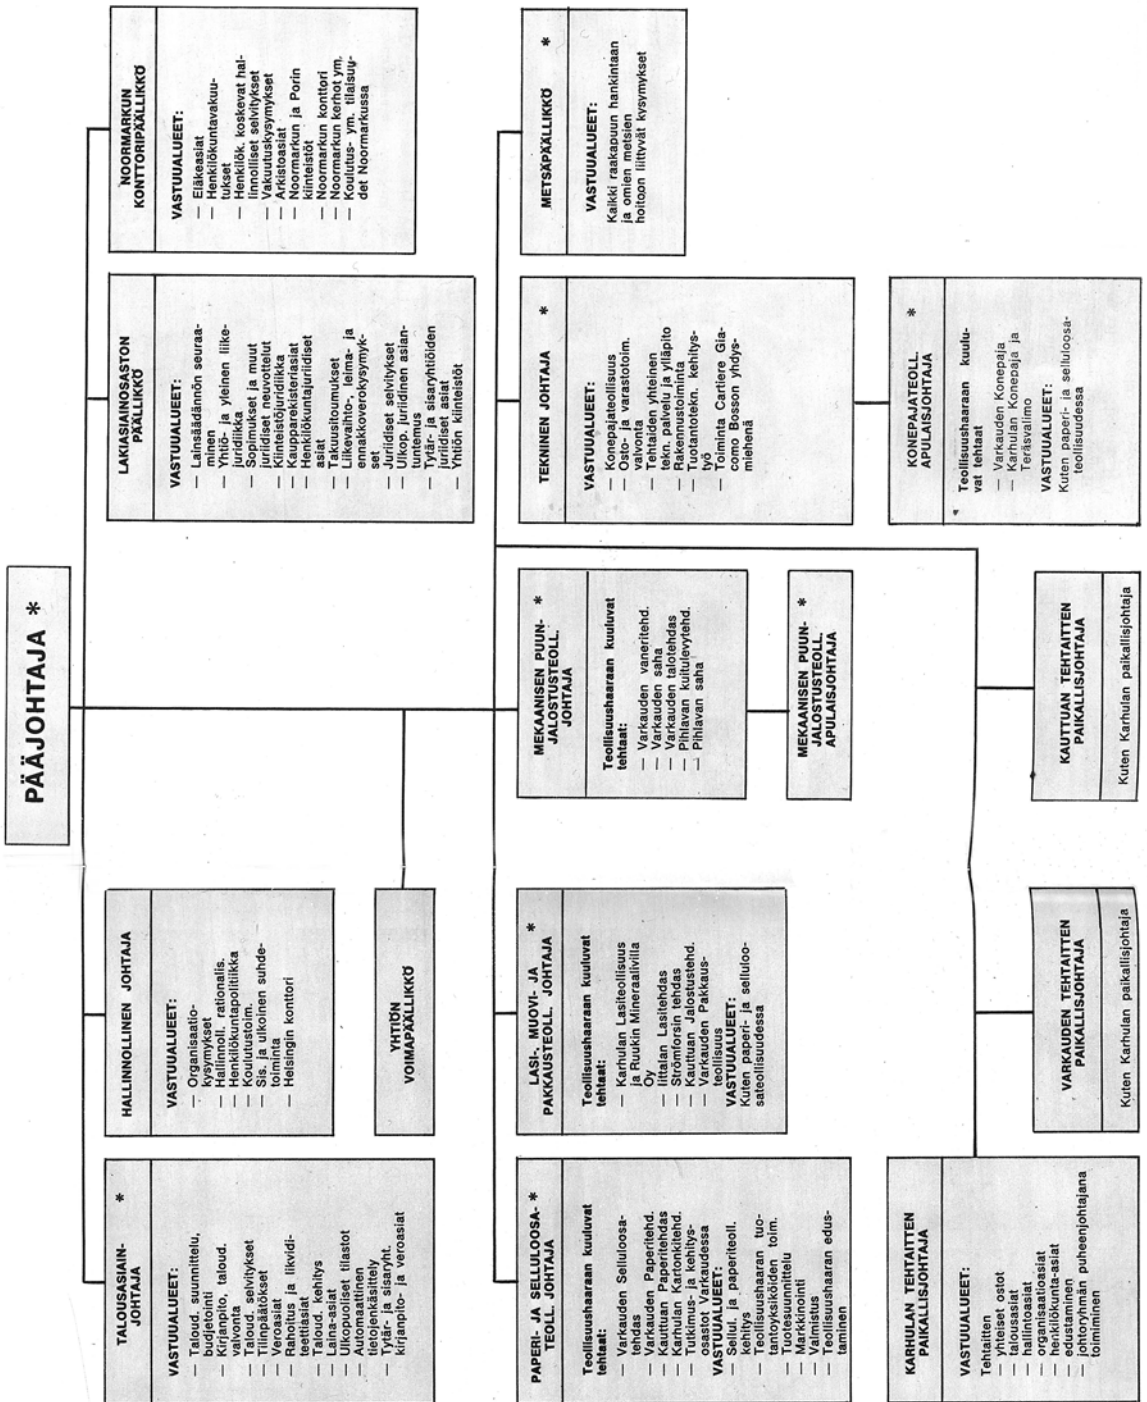 PÄÄJOHTAJA *
TALOUSASIAIN- *
JOHTAJA
VASTUUALUEET:
— Taloud. suunnittelu,
budjetointi
— Kirjanpito, taloud.
valvonta
— Taloud. selvitykset
— Tilinpäätökset
— Veroasiat
— Rahoitus ja likvidi-
teettiasiat
— Taloud. kehitys
— Laina-asiat
— Ulkopuoliset tilastot
— Automaattinen
tietojenkäsittely
— Tytär- ja sisaryht.
kirjanpito- ja veroasiat
HALLINNOLLINEN JOHTAJA
VASTUUALUEET:
— Organisaatio-
kysymykset
— Hallinnoll. rationalis.
— Henkilökuntapolitiikka
— Koulutustoim.
— Sis. ja ulkoinen suhde-
toiminta
— Helsingin konttori
LAKIASIAINOSASTON
PÄÄLLIKKÖ
VASTUUALUEET:
— Lainsäädännön seuraa-
minen
— Yhtiö- ja yleinen liike-
juridiikka
— Sopimukset ja muut
juridiset neuvottelut
— Kiinteistöjuridiikka
— Kaupparekisteriasiat
— Henkilökuntajuridiset
asiat
— Takuusitoumukset
— Liikevaihto-, leima- ja
ennakkoverokysymyk-
set
— Juridiset selvitykset
— Ulkop. juridinen asian-
tuntemus
— Tytär- ja sisaryhtiöiden
juridiset asiat
— Yhtiön kiinteistöt
NOORMARKUN
KONTTORIPÄÄLLIKKÖ
VASTUUALUEET:
— Eläkeasiat
— Henkilökuntavakuu-
tukset
— Henkilök. koskevat hal-
linnolliset selvitykset
— Vakuutuskysymykset
— Arkistoasiat
— Noormarkun ja Porin
kiinteistöt
— Noormarkun konttori
— Noormarkun kerhot ym.
— Koulutus- ym. tilaisuu-
det Noormarkussa
YHTIÖN
VOIMAPÄÄLLIKKÖ
PAPERI- JA SELLULOOSA- *
TEOLL. JOHTAJA
Teollisuushaaraan kuuluvat
tehtaat:
— Varkauden Selluloosa-
tehdas
— Varkauden Paperitehd.
— Kauttuan Paperitehdas
— Karhulan Kartonkitehd.
— Tutkimus- ja kehitys-
osastot Varkaudessa
VASTUUALUEET:
— Sellul. ja paperiteoll.
kehitys
— Teollisuushaaran tuo-
tantoyksiköiden toim.
— Tuotesuunnittelu
— Markkinointi
— Valmistus
— Teollisuushaaran edus-
taminen
LASI-, MUOVI- JA *
PAKKAUSTEOLL. JOHTAJA
Teollisuushaaraan kuuluvat
tehtaat:
— Karhulan Lasiteollisuus
ja Ruukin Mineraalivilla
Oy
— Iittalan Lasitehdas
— Strömforsin tehdas
— Kauttuan Jalostustehd.
— Varkauden Pakkaus-
teollisuus
VASTUUALUEET:
Kuten paperi- ja selluloo-
sateollisuudessa
MEKAANISEN PUUN- *
JALOSTUSTEOLL.
JOHTAJA
Teollisuushaaraan kuuluvat
tehtaat:
— Varkauden vaneritehd.
— Varkauden saha
— Varkauden talotehdas
— Pihlavan kuitulevytehd.
— Pihlavan saha
MEKAANISEN PUUN- *
JALOSTUSTEOLL.
APULAISJOHTAJA
TEKNINEN JOHTAJA *
VASTUUALUEET:
— Konepajateollisuus
— Osto- ja varastotoim.
valvonta
— Tehtaiden yhteinen
tekn. palvelu ja ylläpito
— Rakennustoiminta
— Tuotantotekn. kehitys-
työ
— Toiminta Cartiere Gia-
como Bosson yhdys-
miehenä
METSÄPÄÄLLIKKÖ *
VASTUUALUEET:
Kaikki raakapuun hankintaan
ja omien metsien
hoitoon liittyvät kysymykset
KONEPAJATEOLL. *
APULAISJOHTAJA
Teollisuushaaraan kuulu-
vat tehtaat
— Varkauden Konepaja
— Karhulan Konepaja ja
Teräsvalimo
VASTUUALUEET:
Kuten paperi- ja selluloosa-
teollisuudessa
KARHULAN TEHTAITTEN
PAIKALLISJOHTAJA
VASTUUALUEET:
Tehtaitten
— yhteiset ostot
— talousasiat
— hallintoasiat
— organisaatioasiat
— henkilökunta-asiat
— edustaminen
— johtoryhmän puheenjohtajana
toimiminen
VARKAUDEN TEHTAITTEN
PAIKALLISJOHTAJA
Kuten Karhulan paikallisjohtaja
KAUTTUAN TEHTAITTEN
PAIKALLISJOHTAJA
Kuten Karhulan paikallisjohtaja